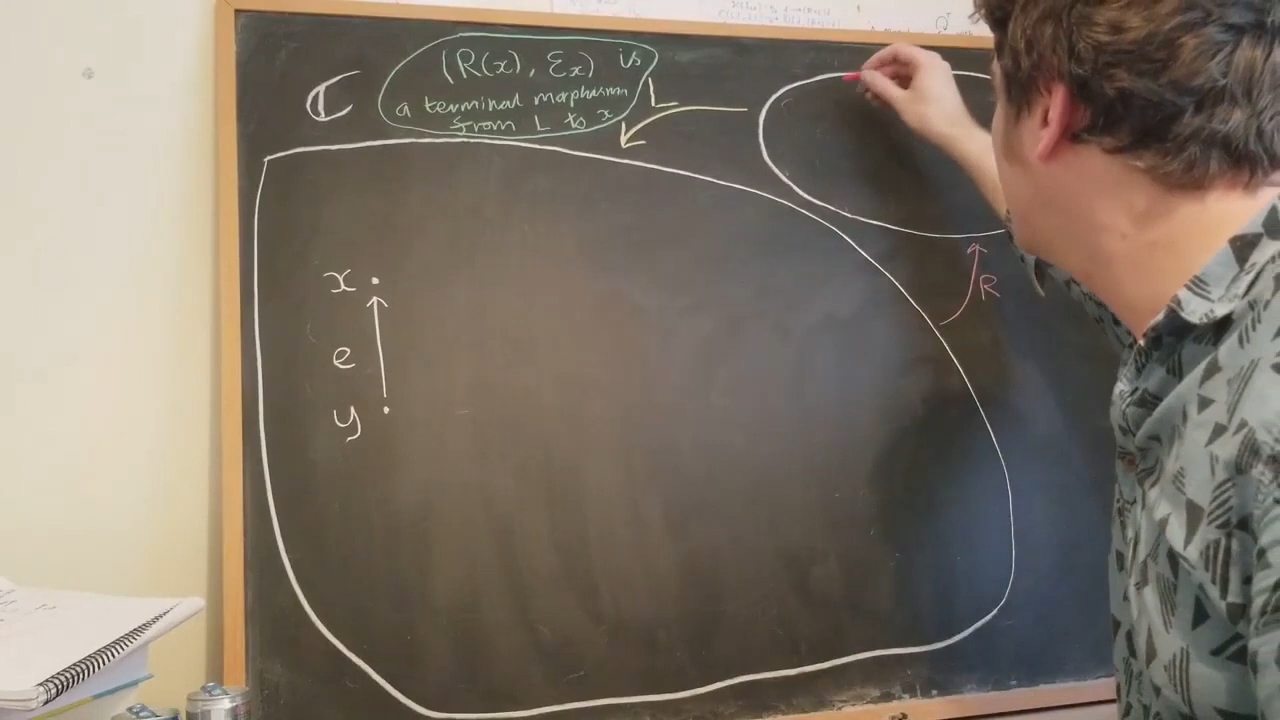 (R(x), Ɛx) is
a terminal morphism
from L to x
ℂ
L
R
x
e
y